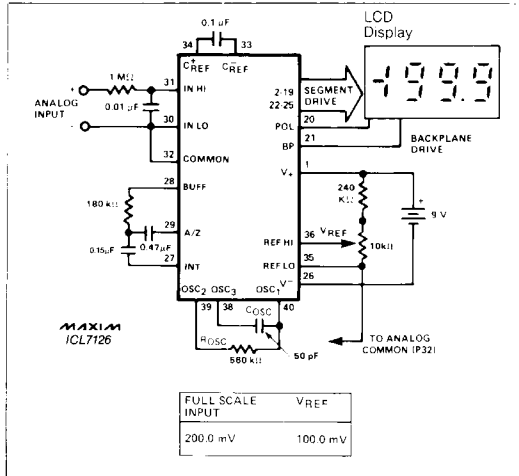 LCD
Display
0.1 µF
34 33
C+REF C-REF
1 MΩ
+
ANALOG
INPUT
-
0.01 µF
31 IN HI
30 IN LO
32 COMMON
28 BUFF
180 kΩ
29 A/Z
0.47µF
0.15µF
27 INT
2-19 SEGMENT
22-25 DRIVE
20
POL
21
BP
BACKPLANE
DRIVE
-199.9
1
V+
240
KΩ
+
9 V
36 VREF
REF HI
10kΩ
35
REF LO
26
V-
OSC2 OSC3 OSC1
39 38 40
COSC
ROSC
50 pF
560 kΩ
MAXIM
ICL7126
TO ANALOG
COMMON (P32)
FULL SCALE INPUT VREF
200.0 mV 100.0 mV